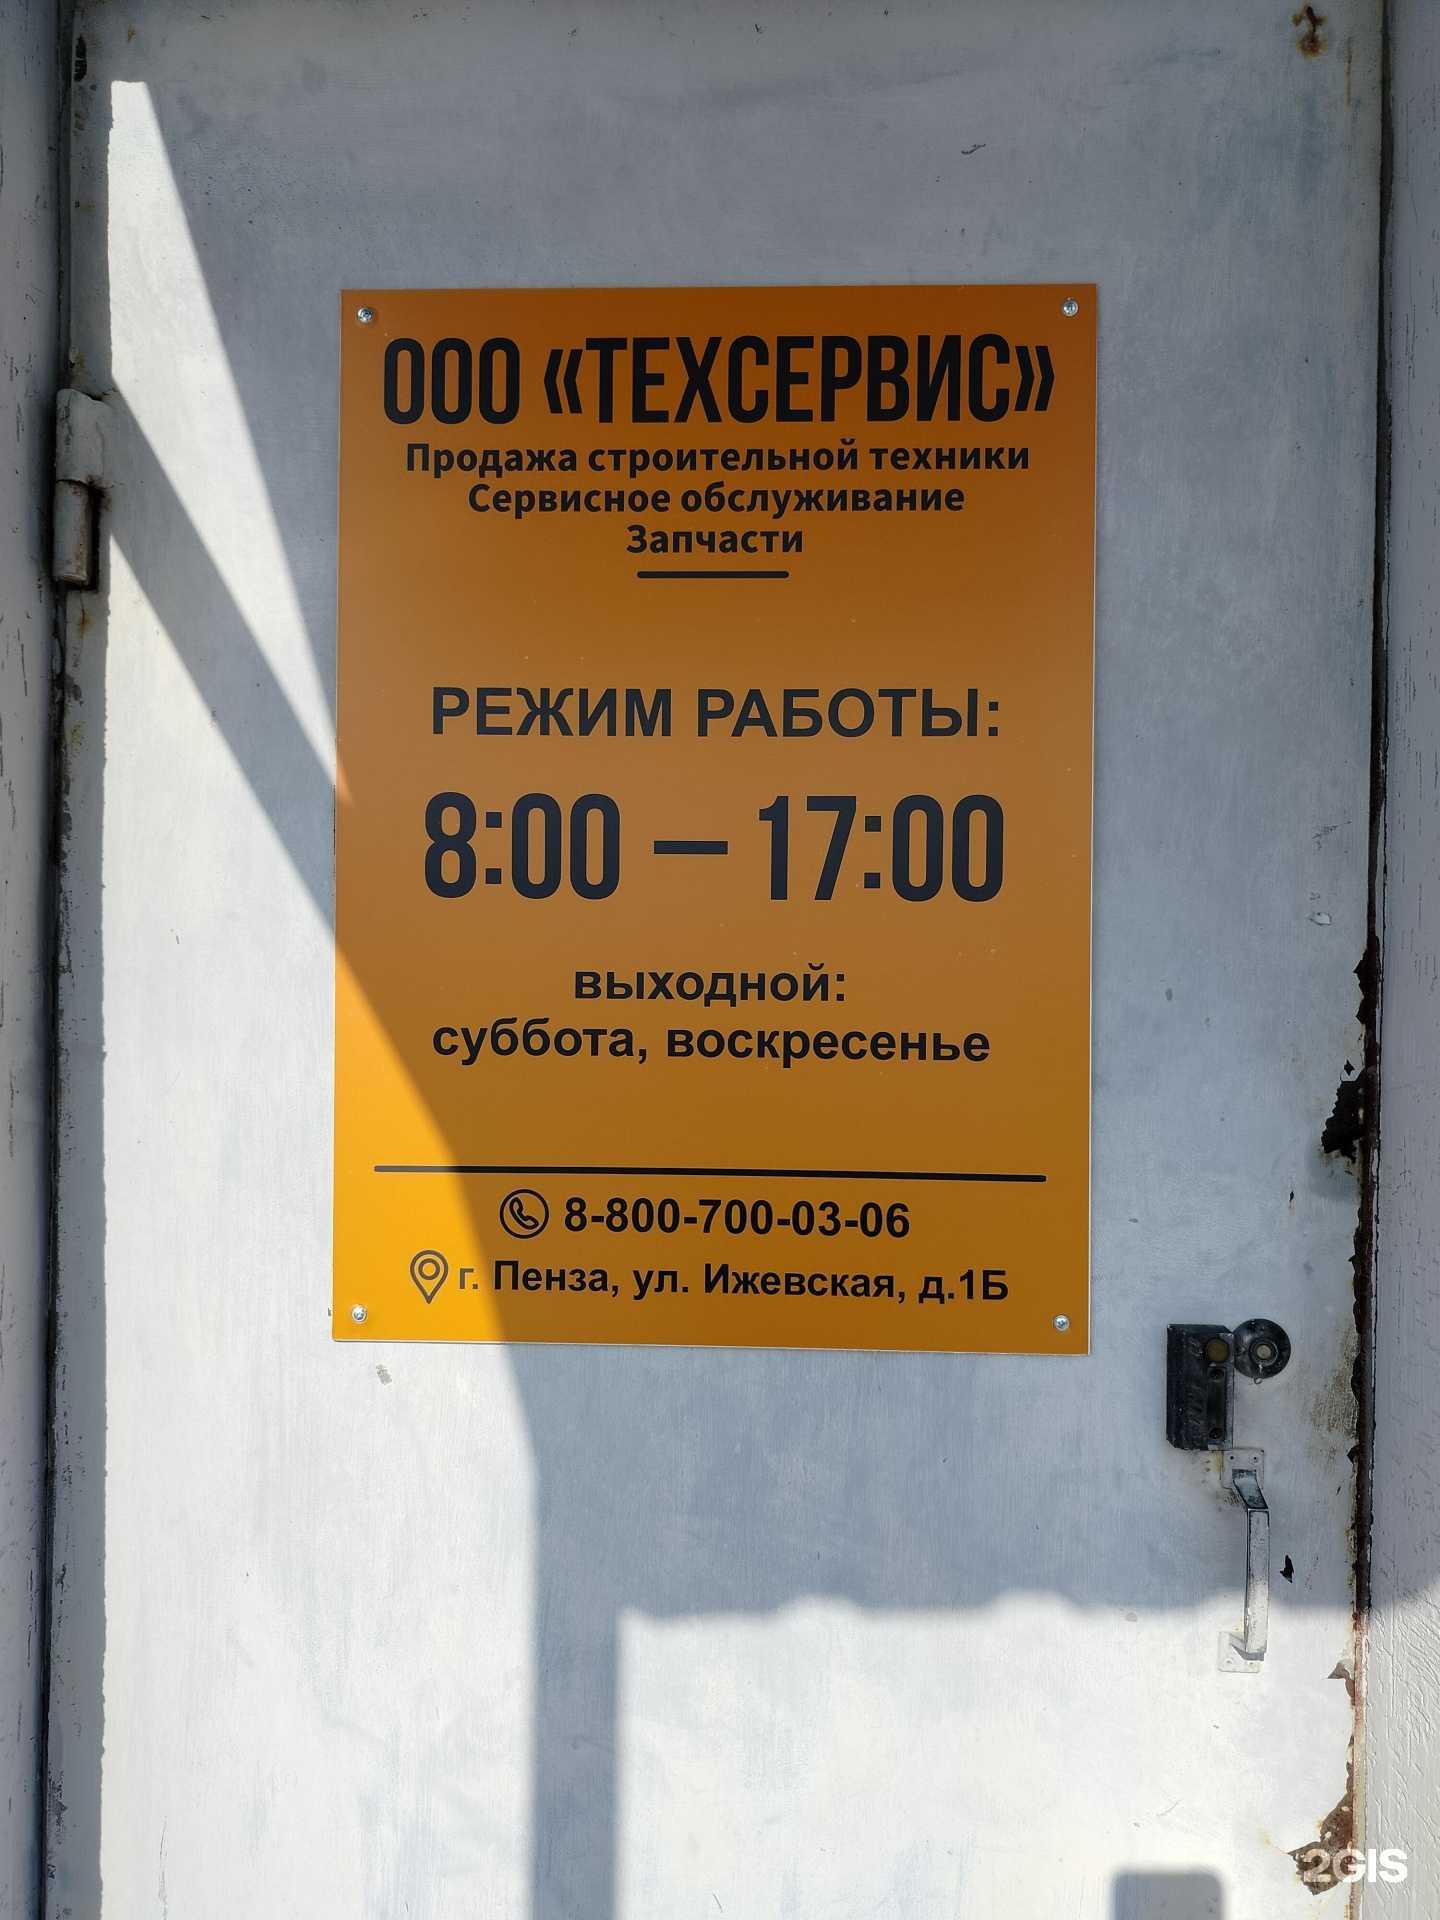 ООО «ТЕХСЕРВИС»
Продажа строительной техники
Сервисное обслуживание
Запчасти
РЕЖИМ РАБОТЫ:
8:00 – 17:00
выходной:
суббота, воскресенье
8-800-700-03-06
г. Пенза, ул. Ижевская, д.1Б
2GIS